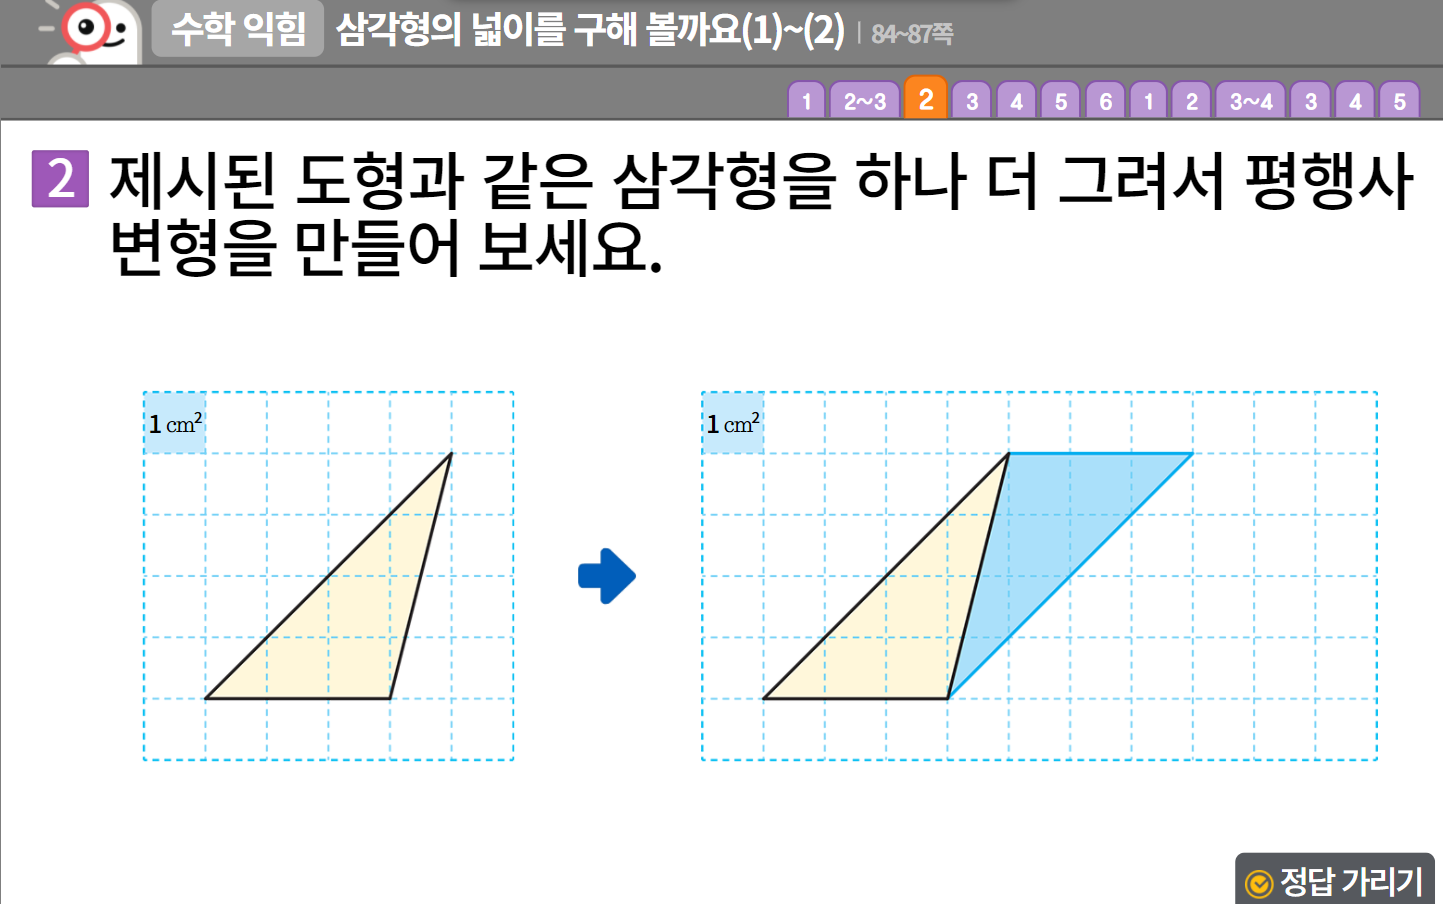 수학 익힘 삼각형의 넓이를 구해 볼까요(1)~(2) | 84~87쪽
1 2~3 2 3 4 5 6 1 2 3~4 3 4 5
2 제시된 도형과 같은 삼각형을 하나 더 그려서 평행사
변형을 만들어 보세요.
1 cm² 1 cm²
정답 가리기